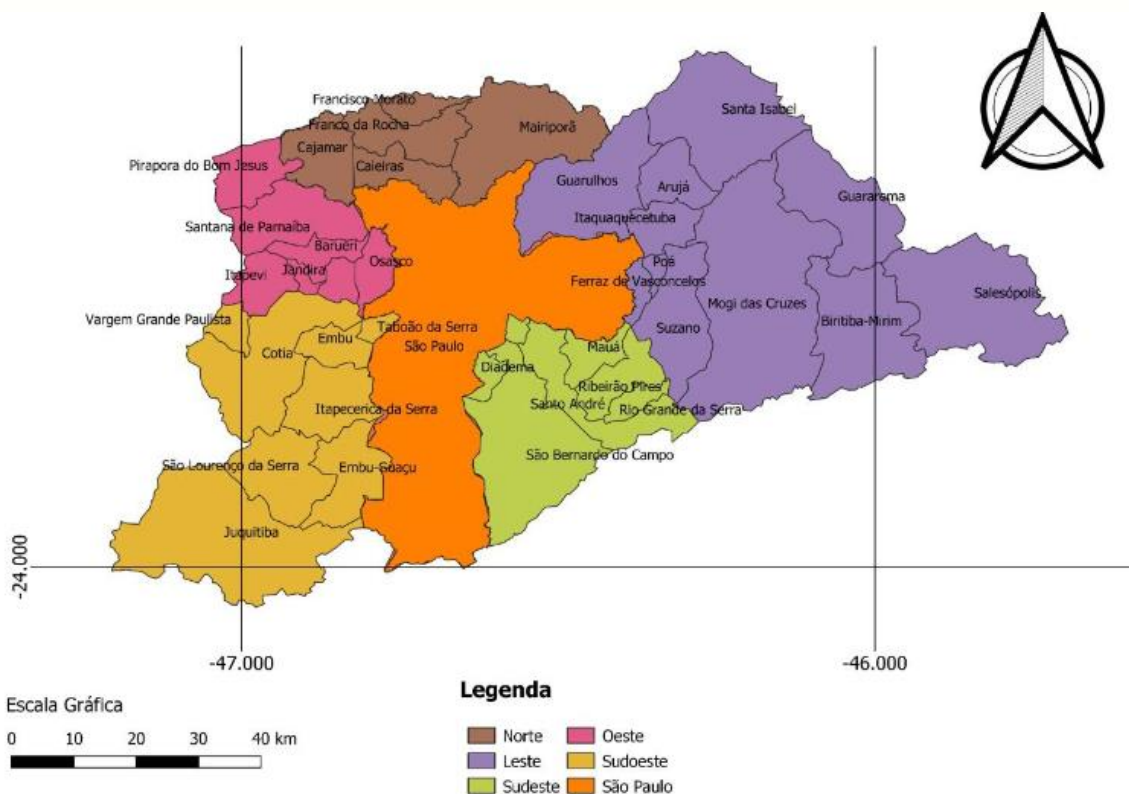 Francisco Morato
Santa Isabel
Franco da Rocha
Mairiporã
Cajamar
Pirapora do Bom Jesus
Caieiras
Guarulhos
Arujá
Guararema
Santana de Parnaíba
Itaquaquecetuba
Barueri
Osasco
Poá
Itapevi
Jandira
Ferraz de Vasconcelos
Salesópolis
Mogi das Cruzes
Vargem Grande Paulista
Taboão da Serra
Biritiba-Mirim
Suzano
Embu
São Paulo
Mauá
Cotia
Diadema
Ribeirão Pires
Santo André
Itapecerica da Serra
Rio Grande da Serra
São Bernardo do Campo
São Lourenço da Serra
Embu-Guaçu
Juquitiba
-24.000
-47.000
-46.000
Escala Gráfica
0 10 20 30 40 km
Legenda
Norte Oeste
Leste Sudoeste
Sudeste São Paulo